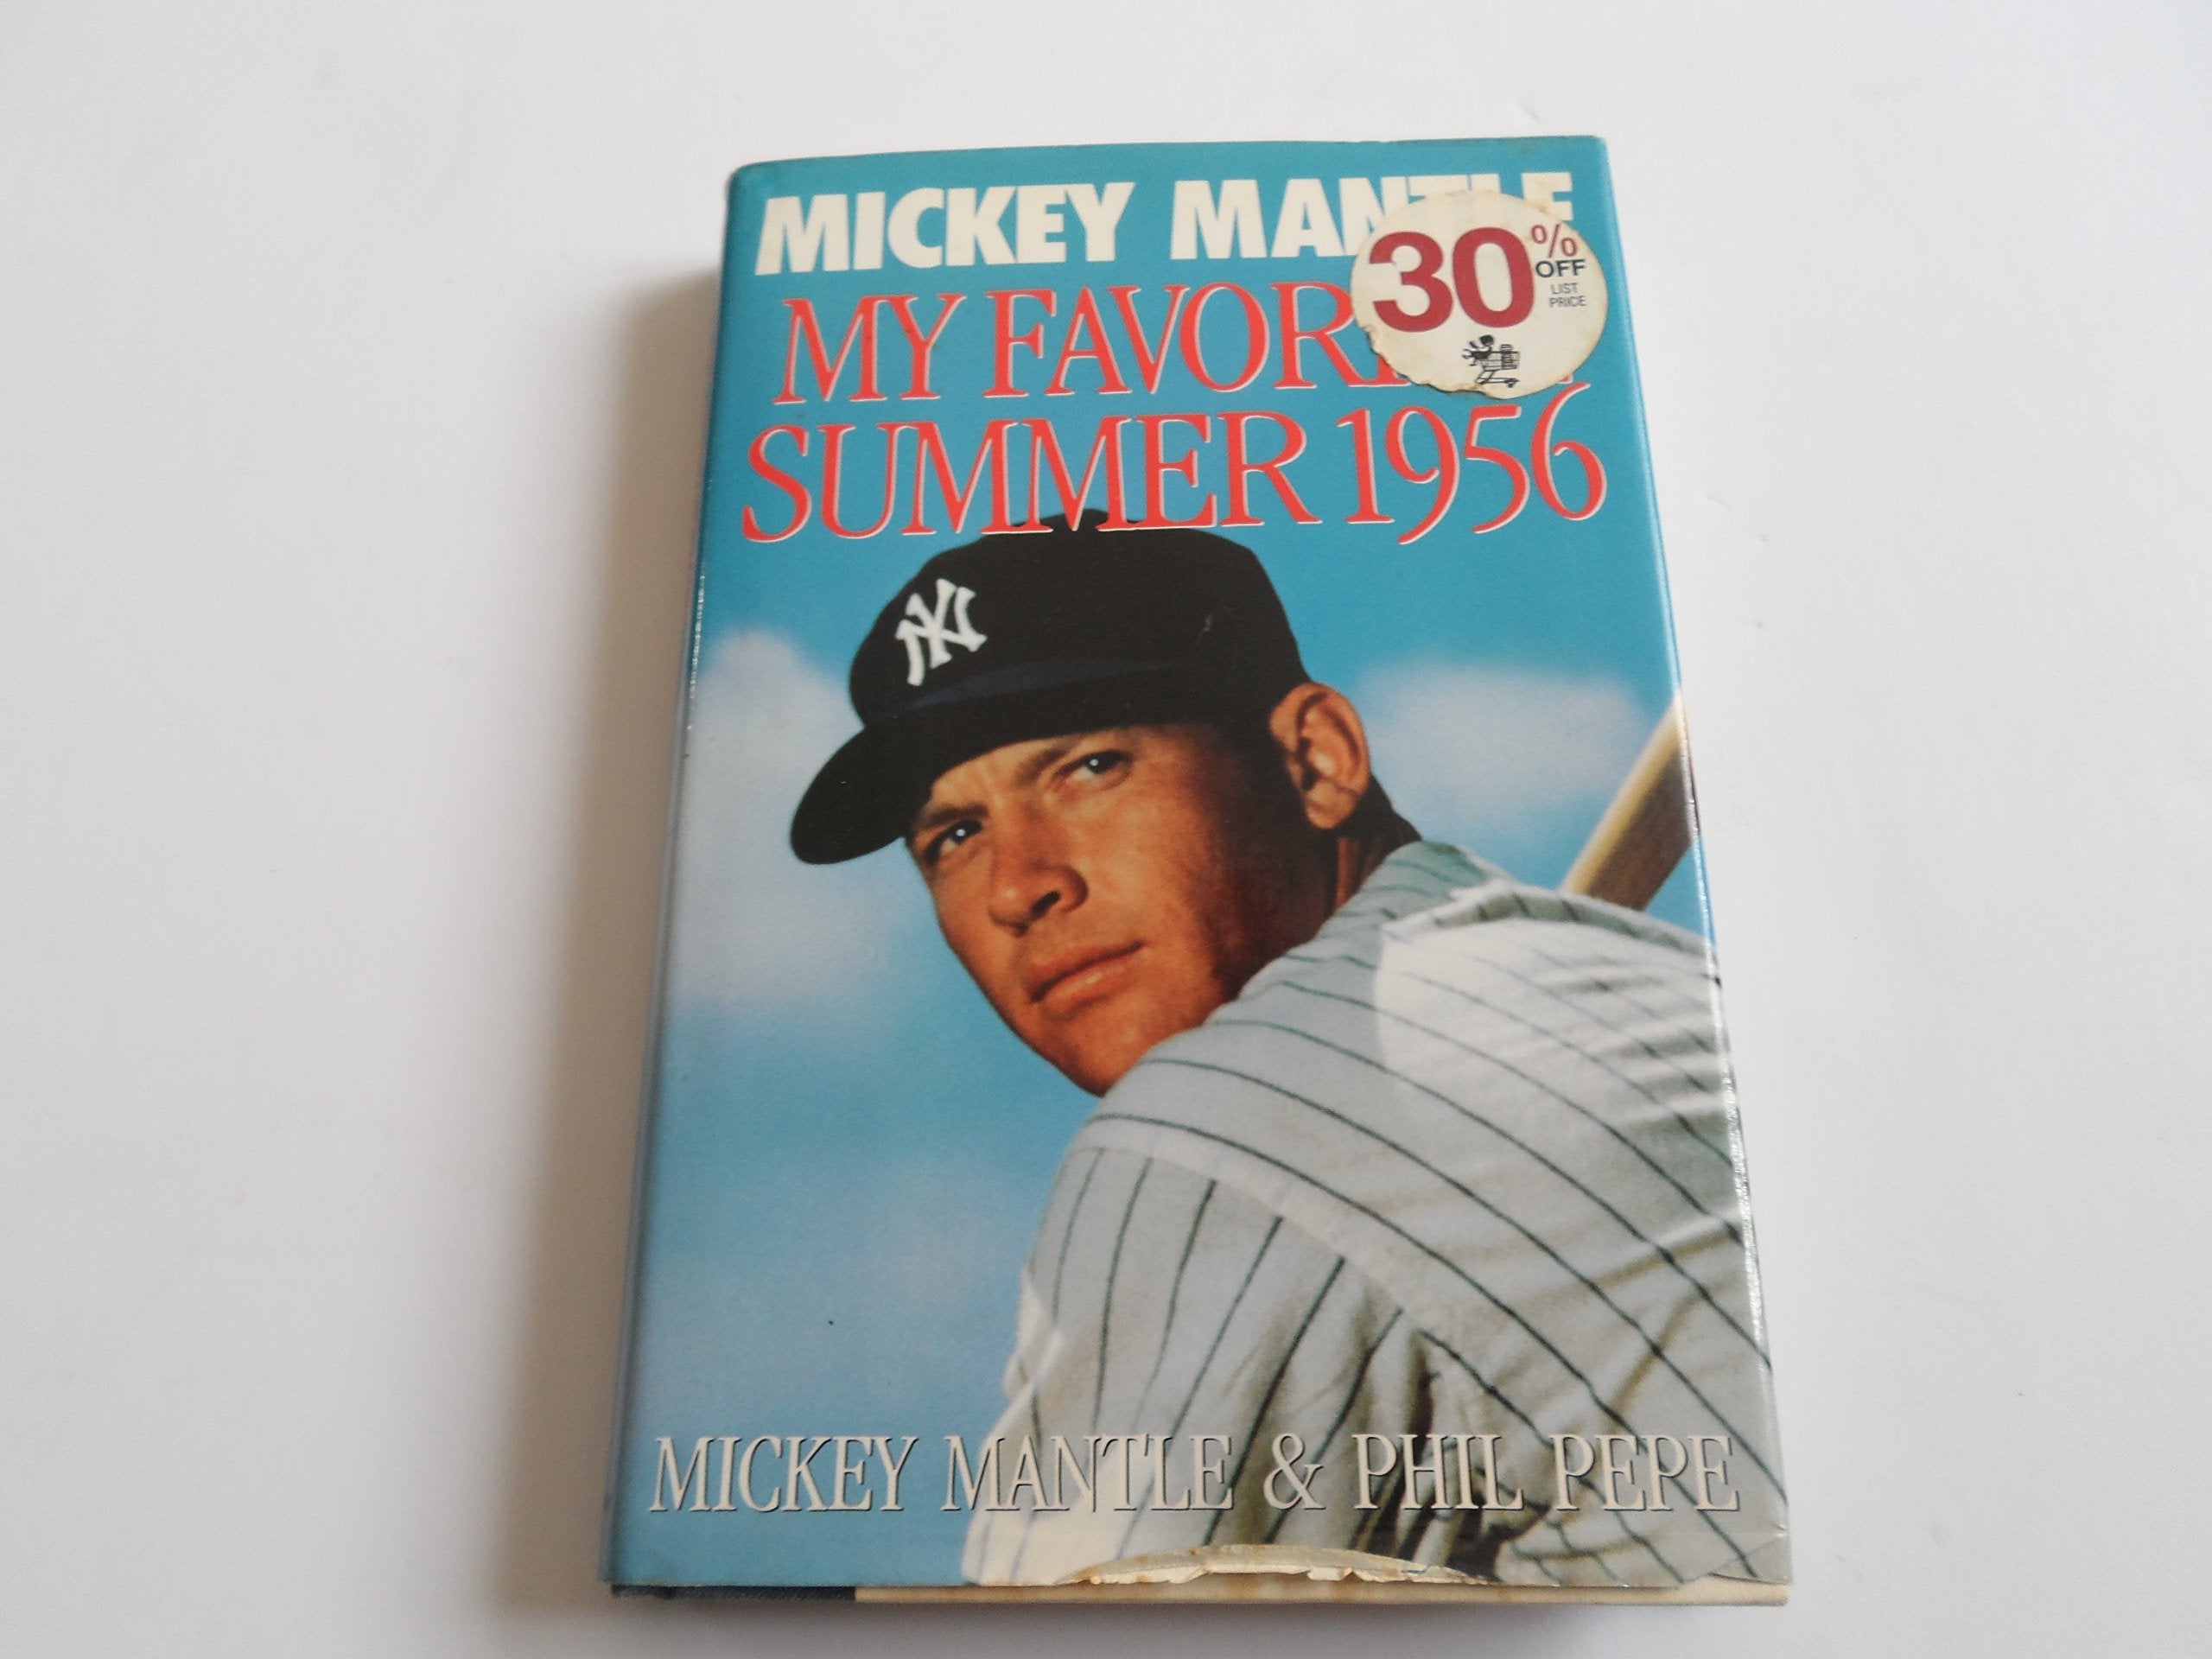 MICKEY MANTLE
MY FAVOR
SUMMER 1956
30% OFF
LIST
PRICE
NY
MICKEY MANTLE & PHIL PEPE